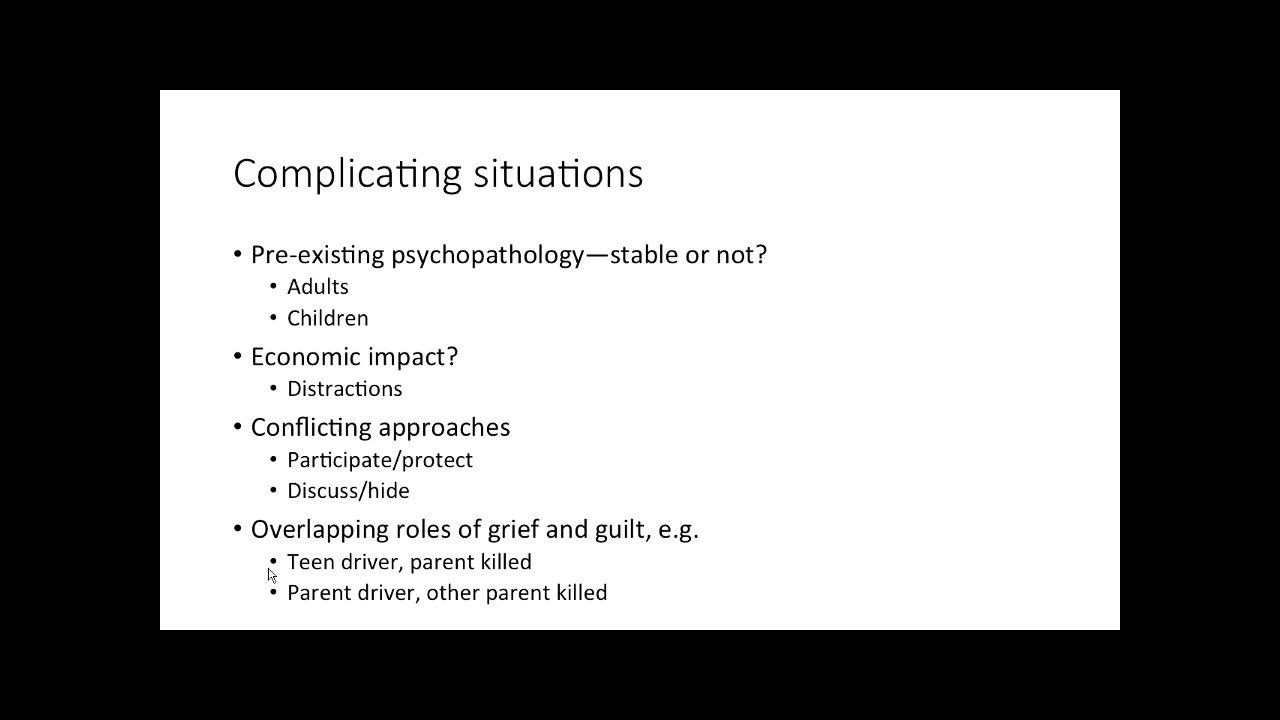 Complicating situations
• Pre-existing psychopathology—stable or not?
• Adults
• Children
• Economic impact?
• Distractions
• Conflicting approaches
• Participate/protect
• Discuss/hide
• Overlapping roles of grief and guilt, e.g.
• Teen driver, parent killed
• Parent driver, other parent killed